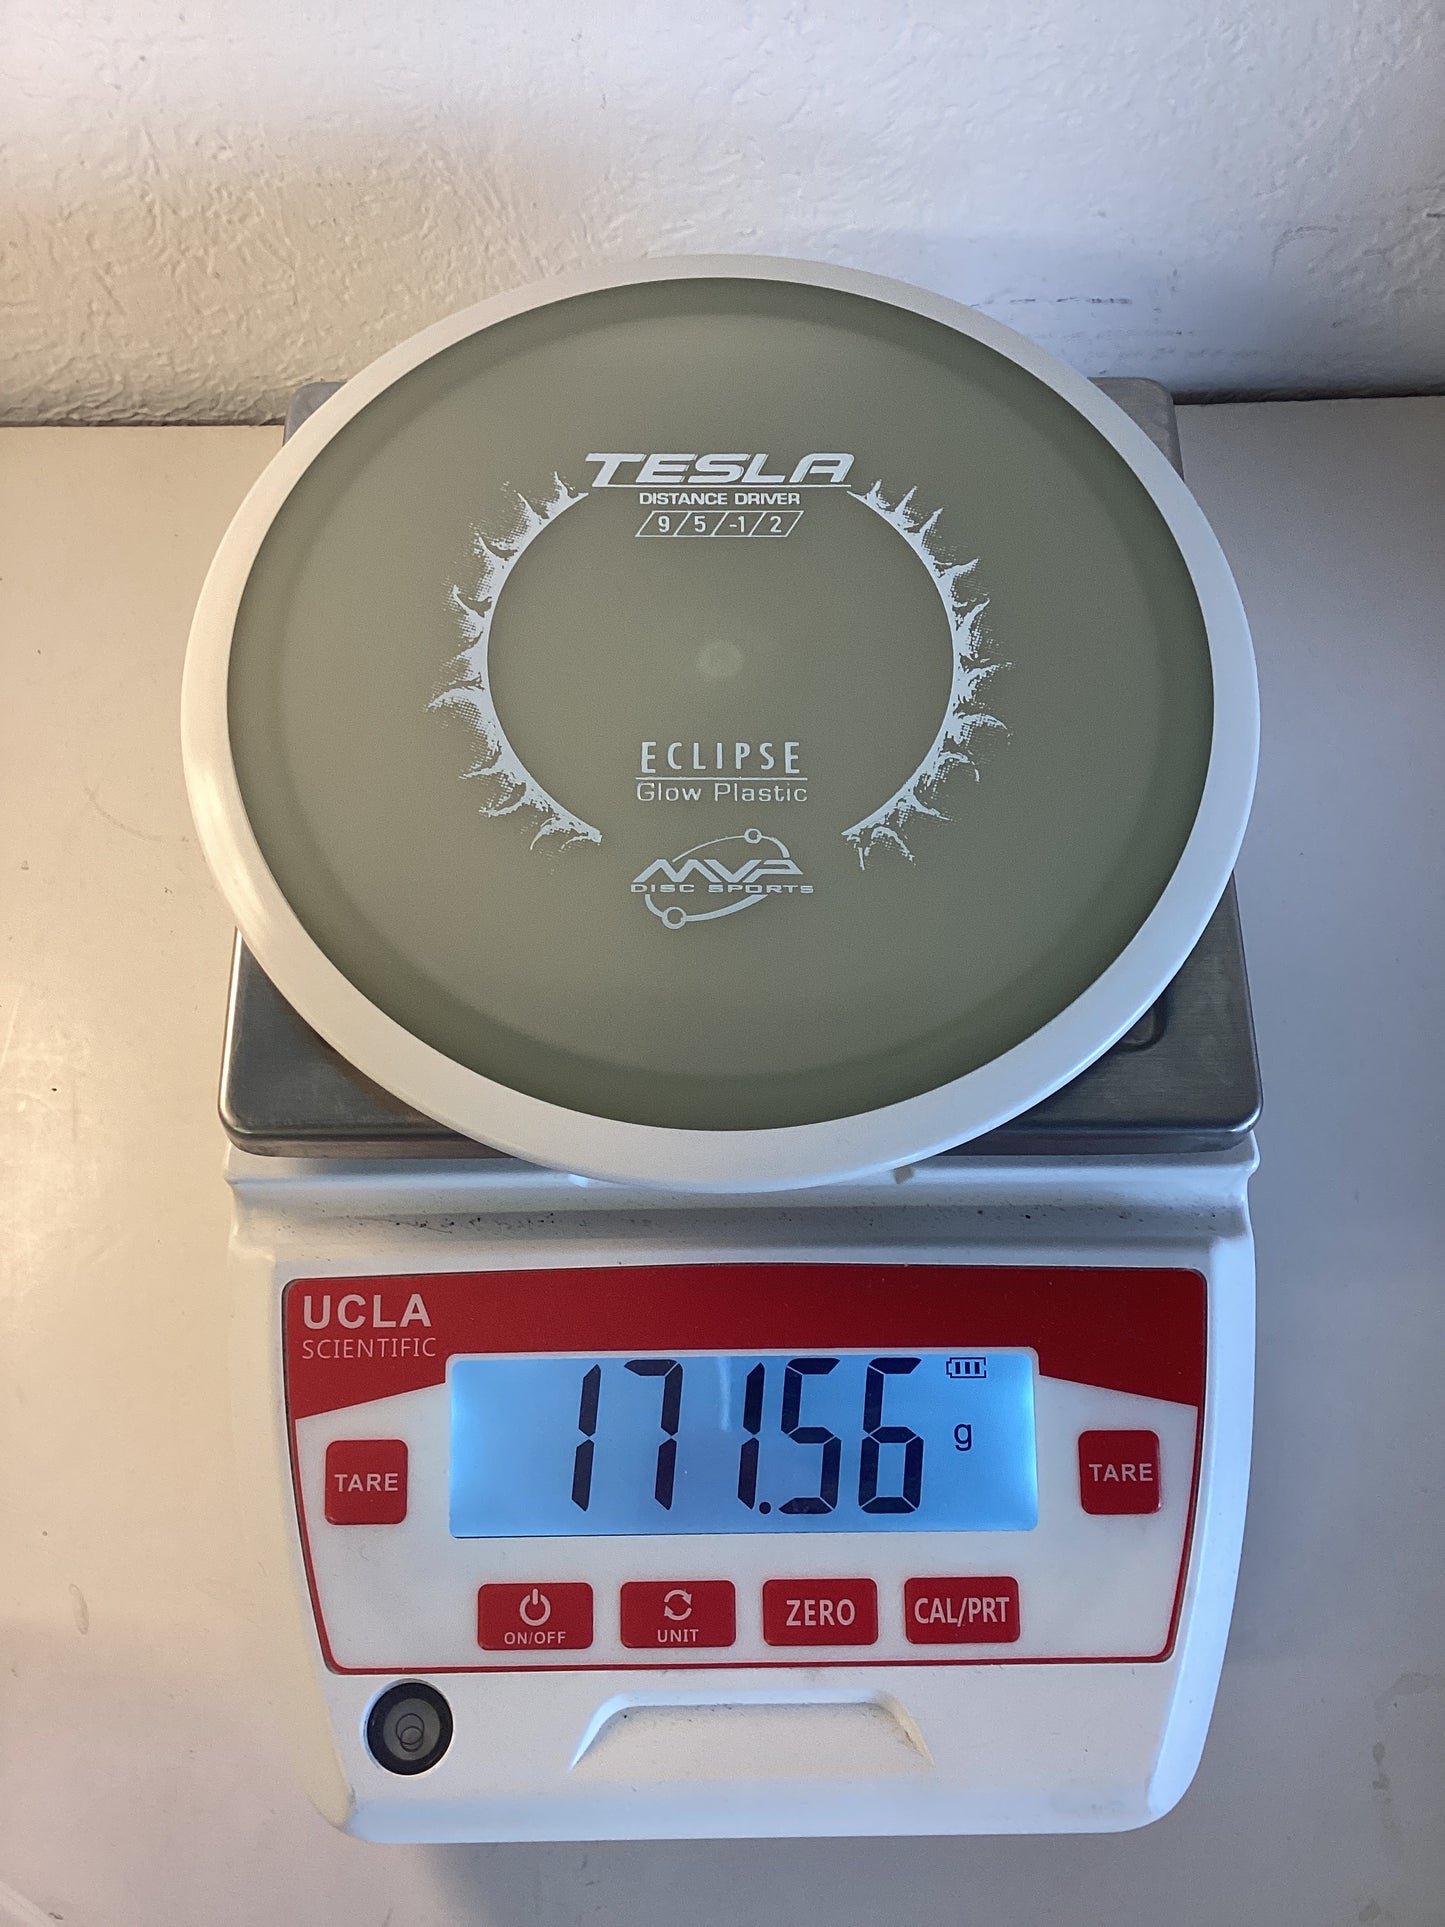 TESLA
DISTANCE DRIVER
9/5/-1/2
ECLIPSE
Glow Plastic
MVP
DISC SPORTS
UCLA
SCIENTIFIC
171.56 g
TARE
TARE
ON/OFF
UNIT
ZERO
CAL/PRT